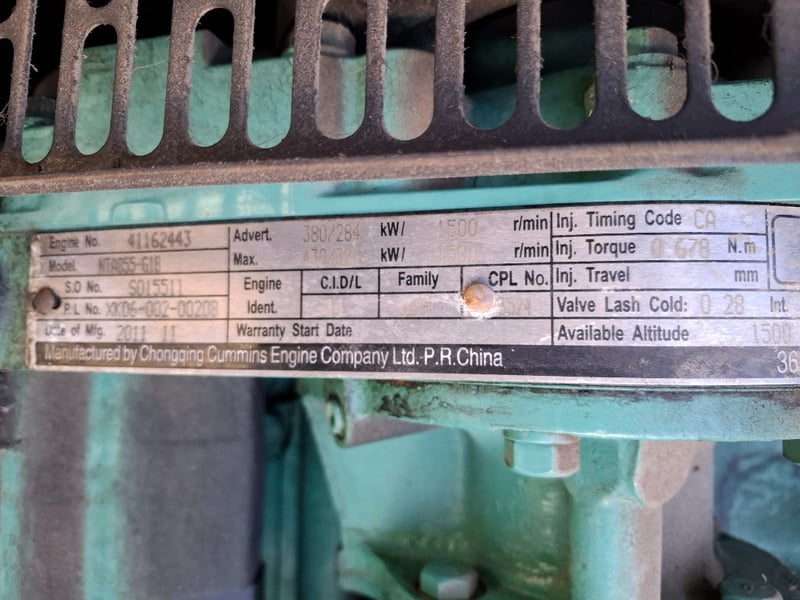 Engine No. 41162443
Model. NTA855-G1B
S.O No. SO15511
P.L No. XK06-002-00208
Date of Mfg. 2011 11
Advert. 380/284 kW/ 1500 r/min
Max. kW/ r/min
Engine Ident. C.I.D/L Family CPL No.
Warranty Start Date
Inj. Timing Code CA
Inj. Torque 0.678 N.m
Inj. Travel mm
Valve Lash Cold: 0 28 Int.
Available Altitude 1500
Manufactured by Chongqing Cummins Engine Company Ltd. P.R.China 36